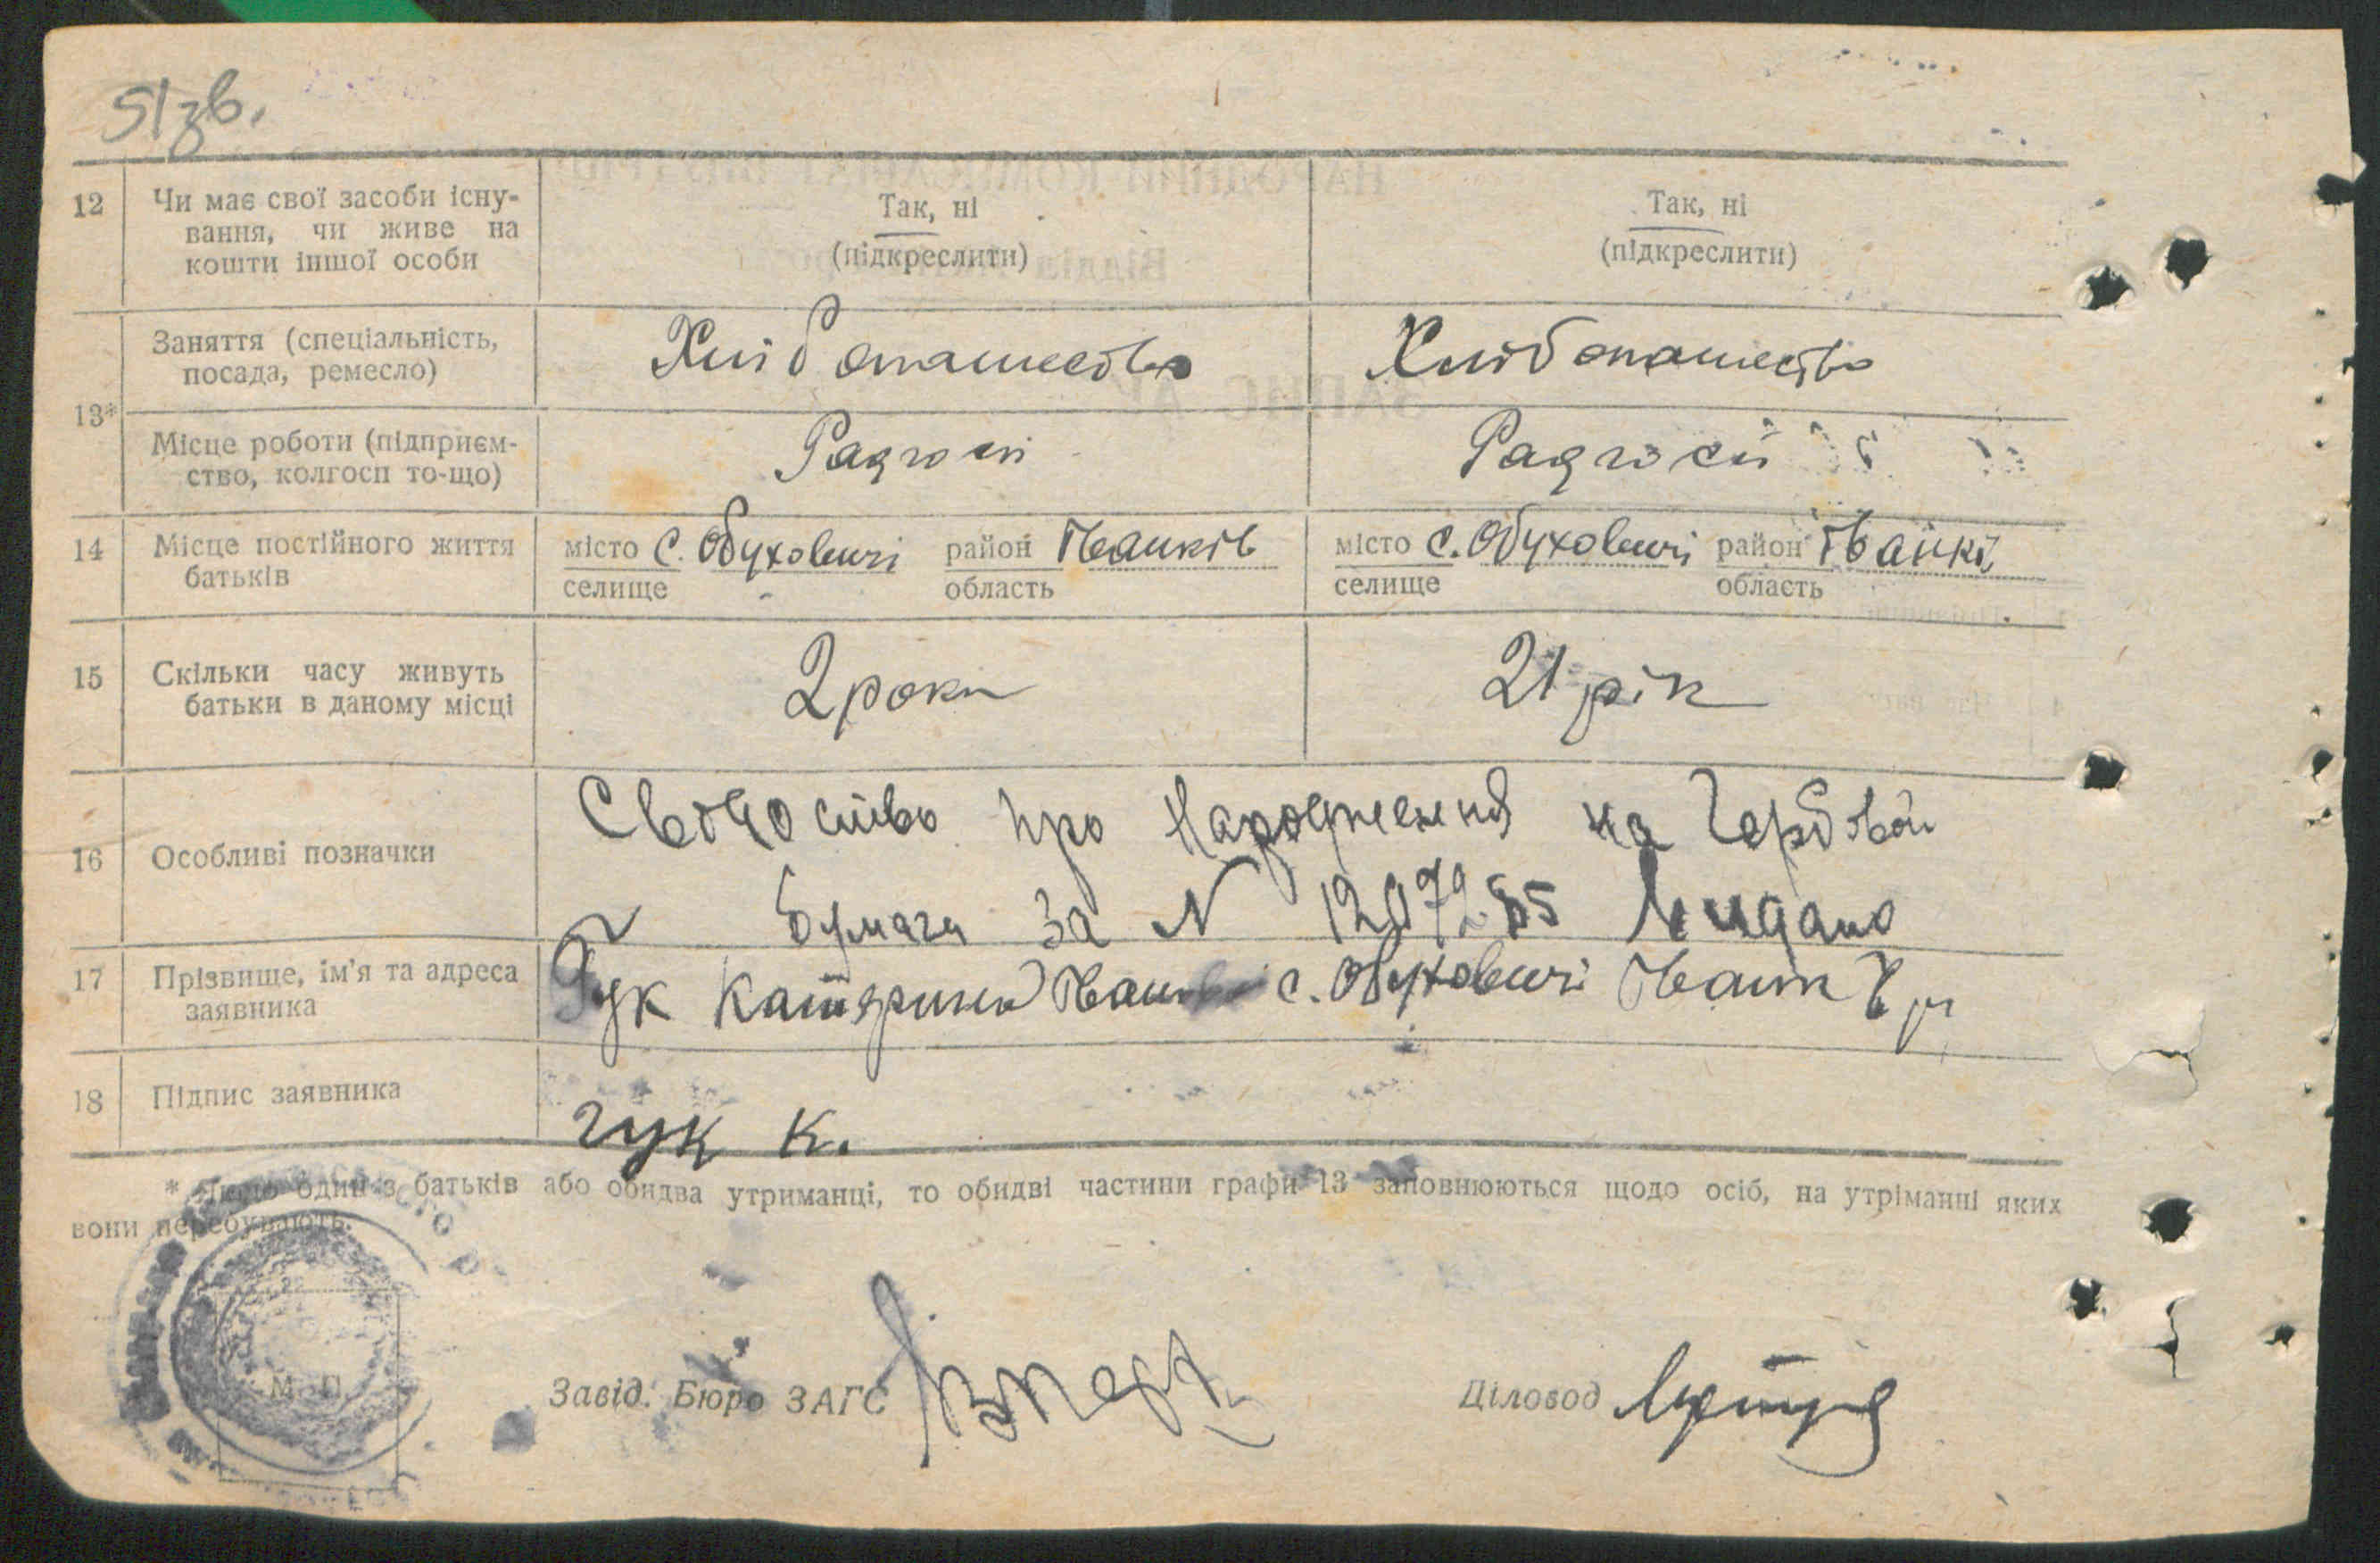 51зв.
12 Чи має свої засоби існу-
вання, чи живе на
кошти іншої особи
Так, ні
(підкреслити)
Так, ні
(підкреслити)
13*
Заняття (спеціальність,
посада, ремесло)
Хлібопашество
Хлібопашество
Місце роботи (підприєм-
ство, колгосп то-що)
Радгосп
Радгосп
14 Місце постійного життя
батьків
місто с. Обуховичі район Іванків
селище область
місто с. Обуховичі район Іванків
селище область
15 Скільки часу живуть
батьки в даному місці
2 роки
21 рік
16 Особливі позначки
Свідоцтво про Народження на Гербовой
бумаги за N
17 Прізвище, ім'я та адреса
заявника
Гук Катерина с. Обуховичі
18 Підпис заявника
гук к.
* Якщо один з батьків або обидва утриманці, то обидві частини графи 13 заповнюються щодо осіб, на утріманні яких
вони перебувають.
М. П.
Завід. Бюро ЗАГС
Діловод